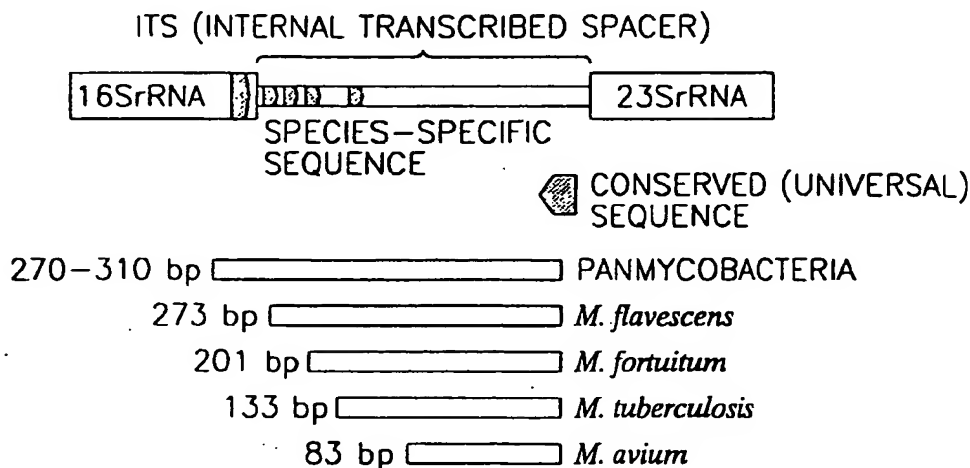 ITS (INTERNAL TRANSCRIBED SPACER)
16SrRNA
23SrRNA
SPECIES-SPECIFIC
SEQUENCE
CONSERVED (UNIVERSAL)
SEQUENCE
270-310 bp PANMYCOBACTERIA
273 bp M. flavescens
201 bp M. fortuitum
133 bp M. tuberculosis
83 bp M. avium